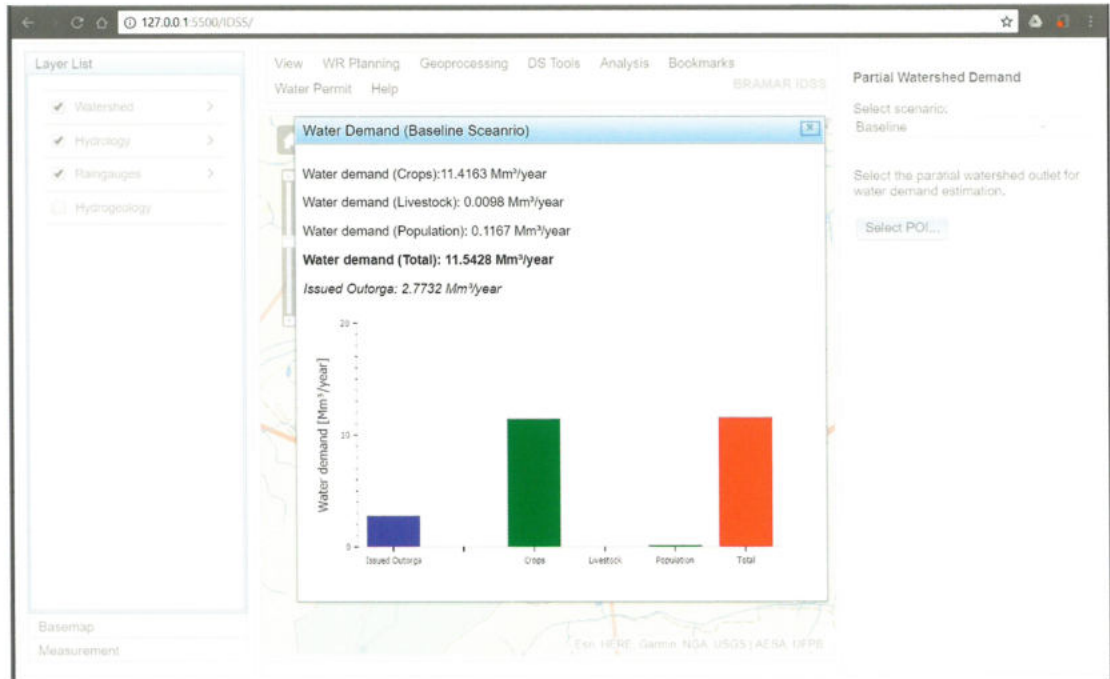 127.0.0.1:5500/IDSS/
Layer List
Watershed
Hydrology
Raingauges
Hydrogeology
Basemap
Measurement
View WR Planning Geoprocessing DS Tools Analysis Bookmarks
Water Permit Help
BRAMAR IDSS
Water Demand (Baseline Sceanrio)
Water demand (Crops):11.4163 Mm³/year
Water demand (Livestock): 0.0098 Mm³/year
Water demand (Population): 0.1167 Mm³/year
Water demand (Total): 11.5428 Mm³/year
Issued Outorga: 2.7732 Mm³/year
Water demand [Mm³/year]
20
10
0
Issued Outorga
Crops
Livestock
Population
Total
Esri, HERE, Garmin, NGA, USGS | AESA, UFPB
Partial Watershed Demand
Select scenario:
Baseline
Select the paratial watershed outlet for
water demand estimation.
Select POI...